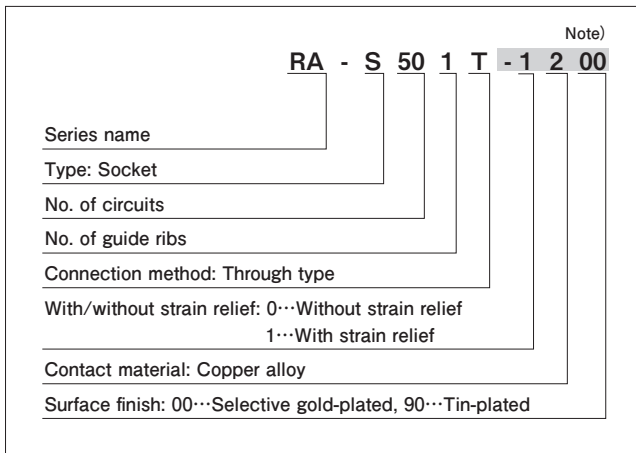 Note)
RA - S 50 1 T - 1 2 00
Series name
Type: Socket
No. of circuits
No. of guide ribs
Connection method: Through type
With/without strain relief: 0…Without strain relief
1…With strain relief
Contact material: Copper alloy
Surface finish: 00…Selective gold-plated, 90…Tin-plated